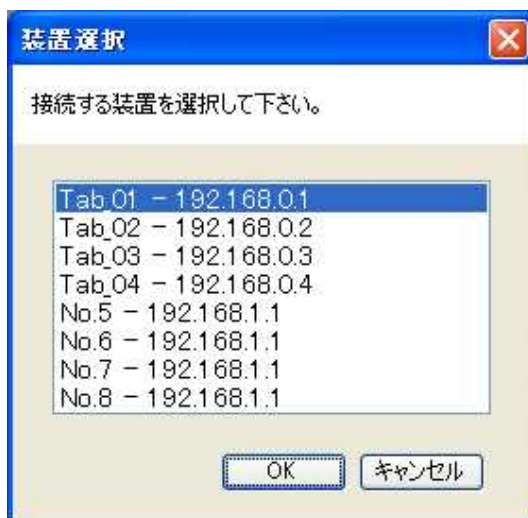 装置選択
接続する装置を選択して下さい。
Tab_01 - 192.168.0.1
Tab_02 - 192.168.0.2
Tab_03 - 192.168.0.3
Tab_04 - 192.168.0.4
No.5 - 192.168.1.1
No.6 - 192.168.1.1
No.7 - 192.168.1.1
No.8 - 192.168.1.1
OK キャンセル